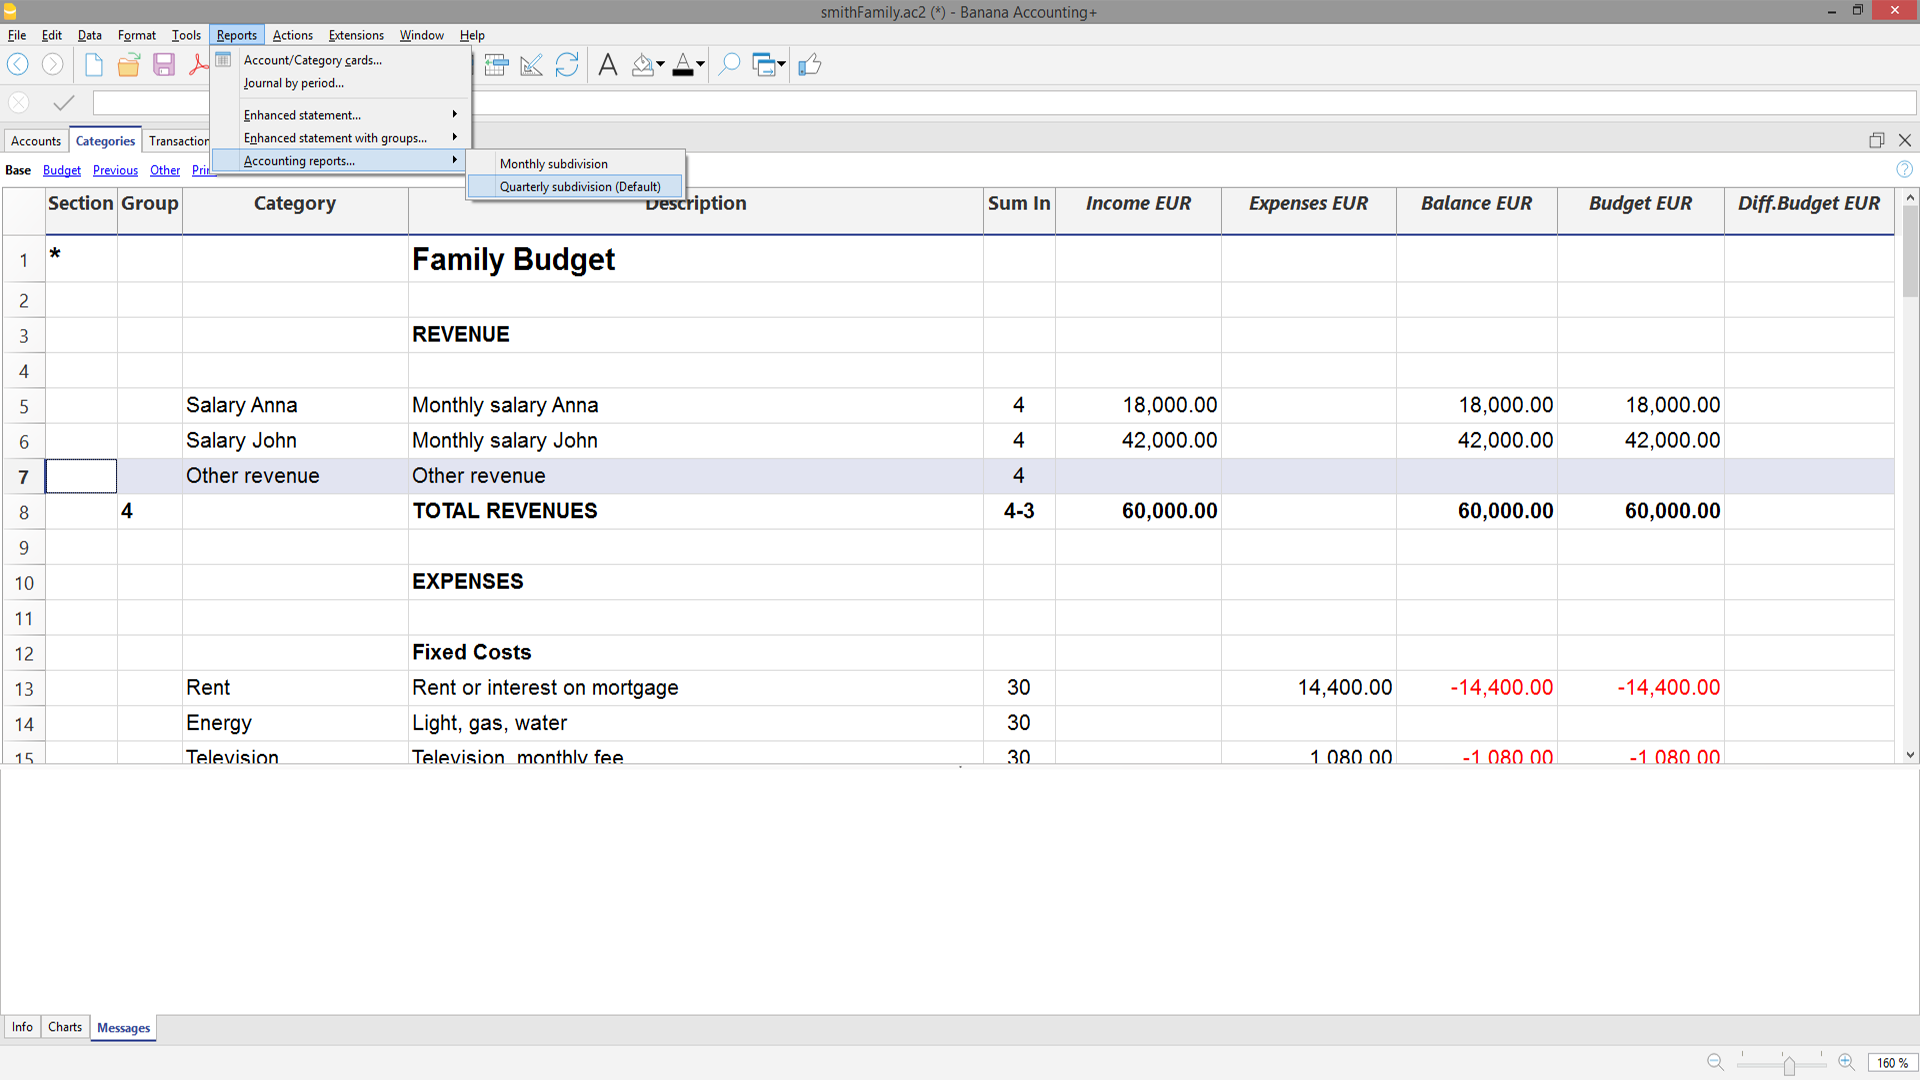 smithFamily.ac2 (*) - Banana Accounting+
File Edit Data Format Tools Reports Actions Extensions Window Help
Account/Category cards...
Journal by period...
Enhanced statement...
Enhanced statement with groups...
Accounting reports...
Monthly subdivision
Quarterly subdivision (Default)
Accounts Categories Transaction
Base Budget Previous Other Prin
Section Group Category Description Sum In Income EUR Expenses EUR Balance EUR Budget EUR Diff.Budget EUR
1 * Family Budget
2
3 REVENUE
4
5 Salary Anna Monthly salary Anna 4 18,000.00 18,000.00 18,000.00
6 Salary John Monthly salary John 4 42,000.00 42,000.00 42,000.00
7 Other revenue Other revenue 4
8 4 TOTAL REVENUES 4-3 60,000.00 60,000.00 60,000.00
9
10 EXPENSES
11
12 Fixed Costs
13 Rent Rent or interest on mortgage 30 14,400.00 -14,400.00 -14,400.00
14 Energy Light, gas, water 30
15 Television Television, monthly fee 30 1,080.00 -1,080.00 -1,080.00
Info Charts Messages
160 %